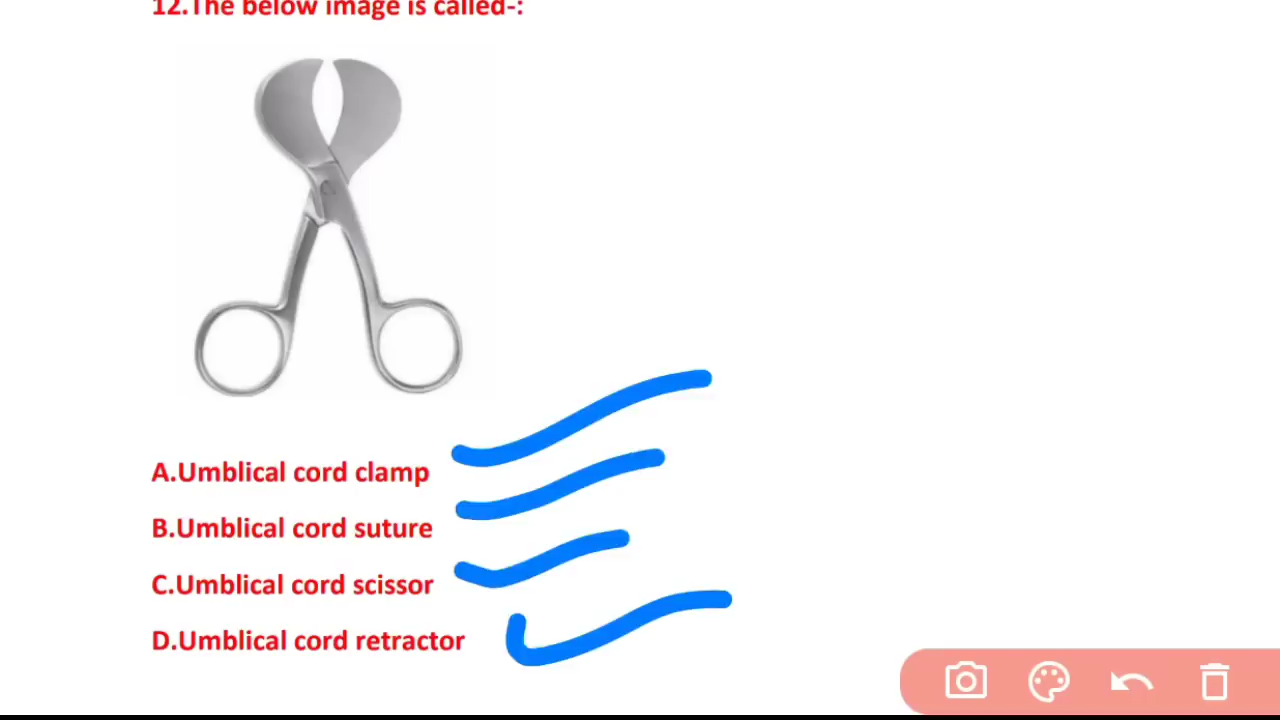 12.The below image is called-:
A.Umblical cord clamp
B.Umblical cord suture
C.Umblical cord scissor
D.Umblical cord retractor